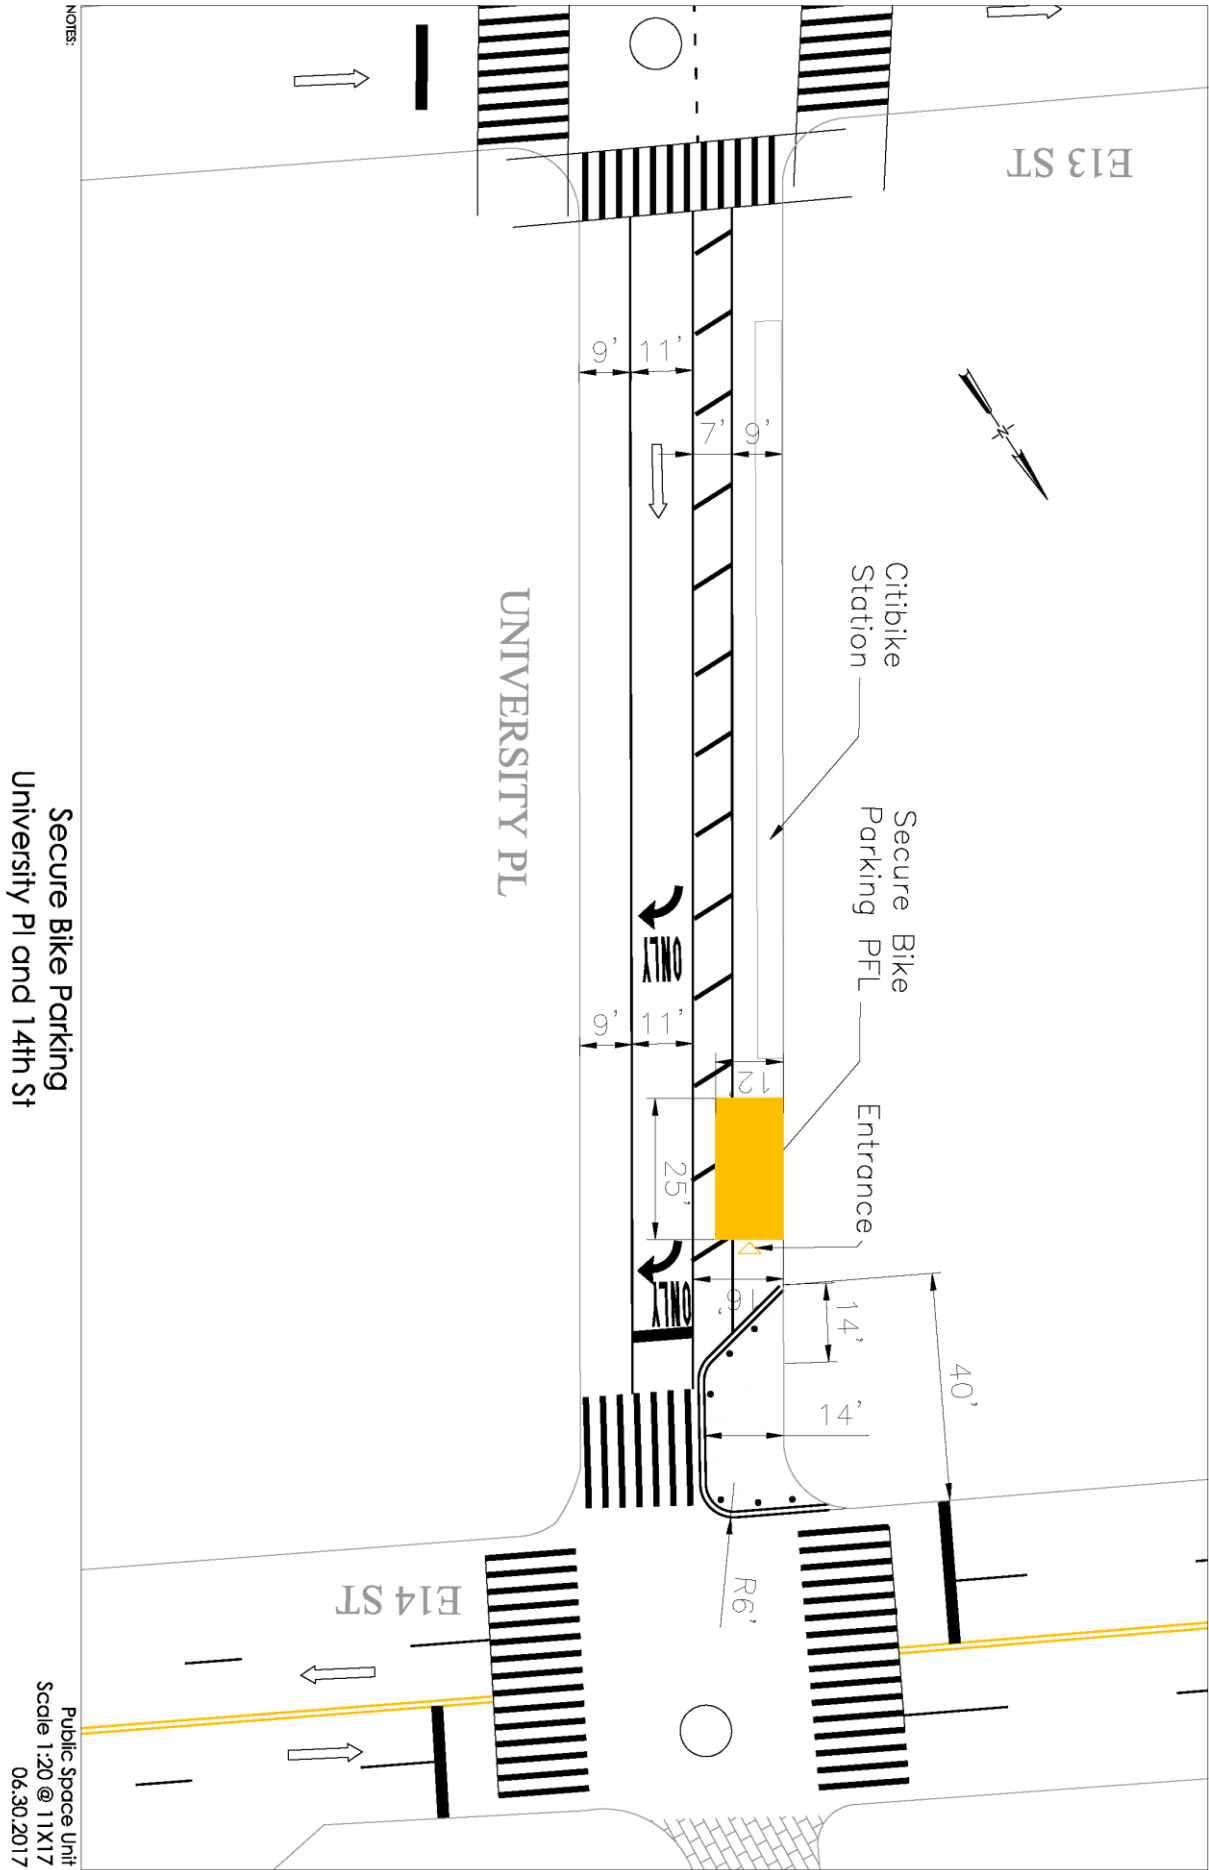 NOTES:
E13 ST
9'
11'
7'
9'
Citibike
Station
UNIVERSITY PL
Secure Bike
Parking PFL
ONLY
9'
11'
12'
Entrance
25'
ONLY
16'
14'
40'
14'
R6'
E14 ST
Secure Bike Parking
University Pl and 14th St
Public Space Unit
Scale 1:20 @ 11X17
06.30.2017
N